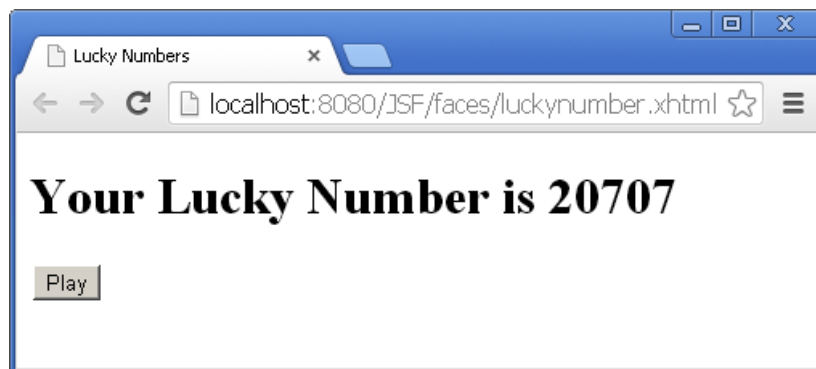 Lucky Numbers
localhost:8080/JSF/faces/luckynumber.xhtml
Your Lucky Number is 20707
Play